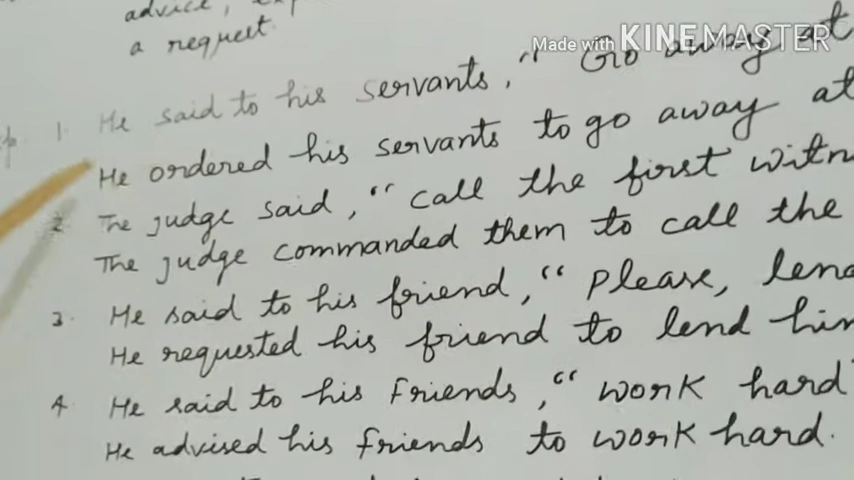 advice,
a request.
Made with KINEMASTER
1. He said to his servants, " Go away at
He ordered his servants to go away at
2. The judge said, " call the first witn
The judge commanded them to call the
3. He said to his friend, " please, lend
He requested his friend to lend him
4. He said to his friends, " work hard"
He advised his friends to work hard.